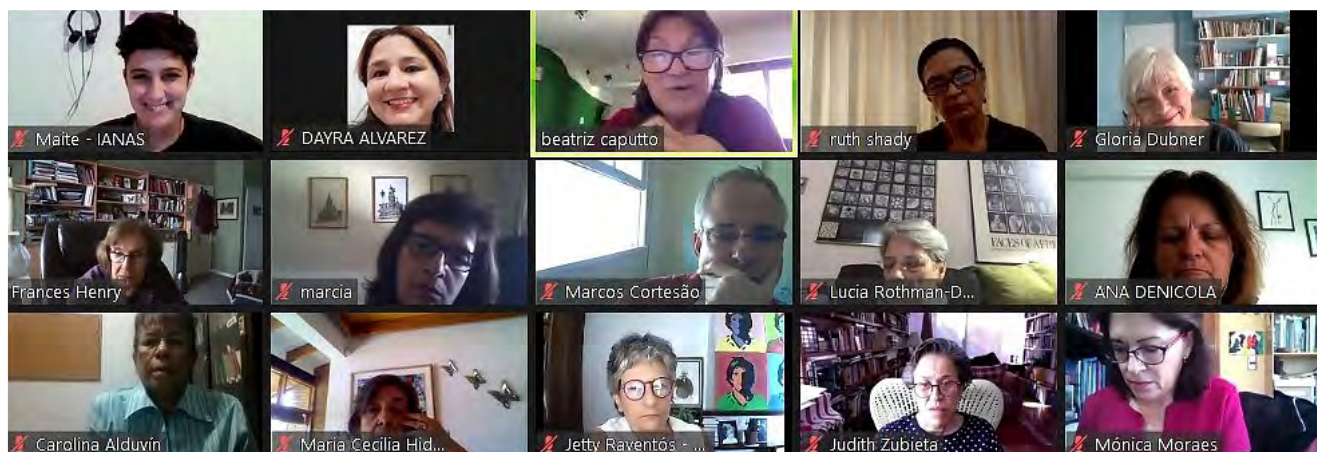 Maite - IANAS
DAYRA ALVAREZ
beatriz caputto
ruth shady
Gloria Dubner
Frances Henry
marcia
Marcos Cortesão
Lucia Rothman-D...
FACES OF
ANA DENICOLA
Carolina Alduvín
Maria Cecilia Hid...
Jetty Raventós - ...
Judith Zubieta
Mónica Moraes